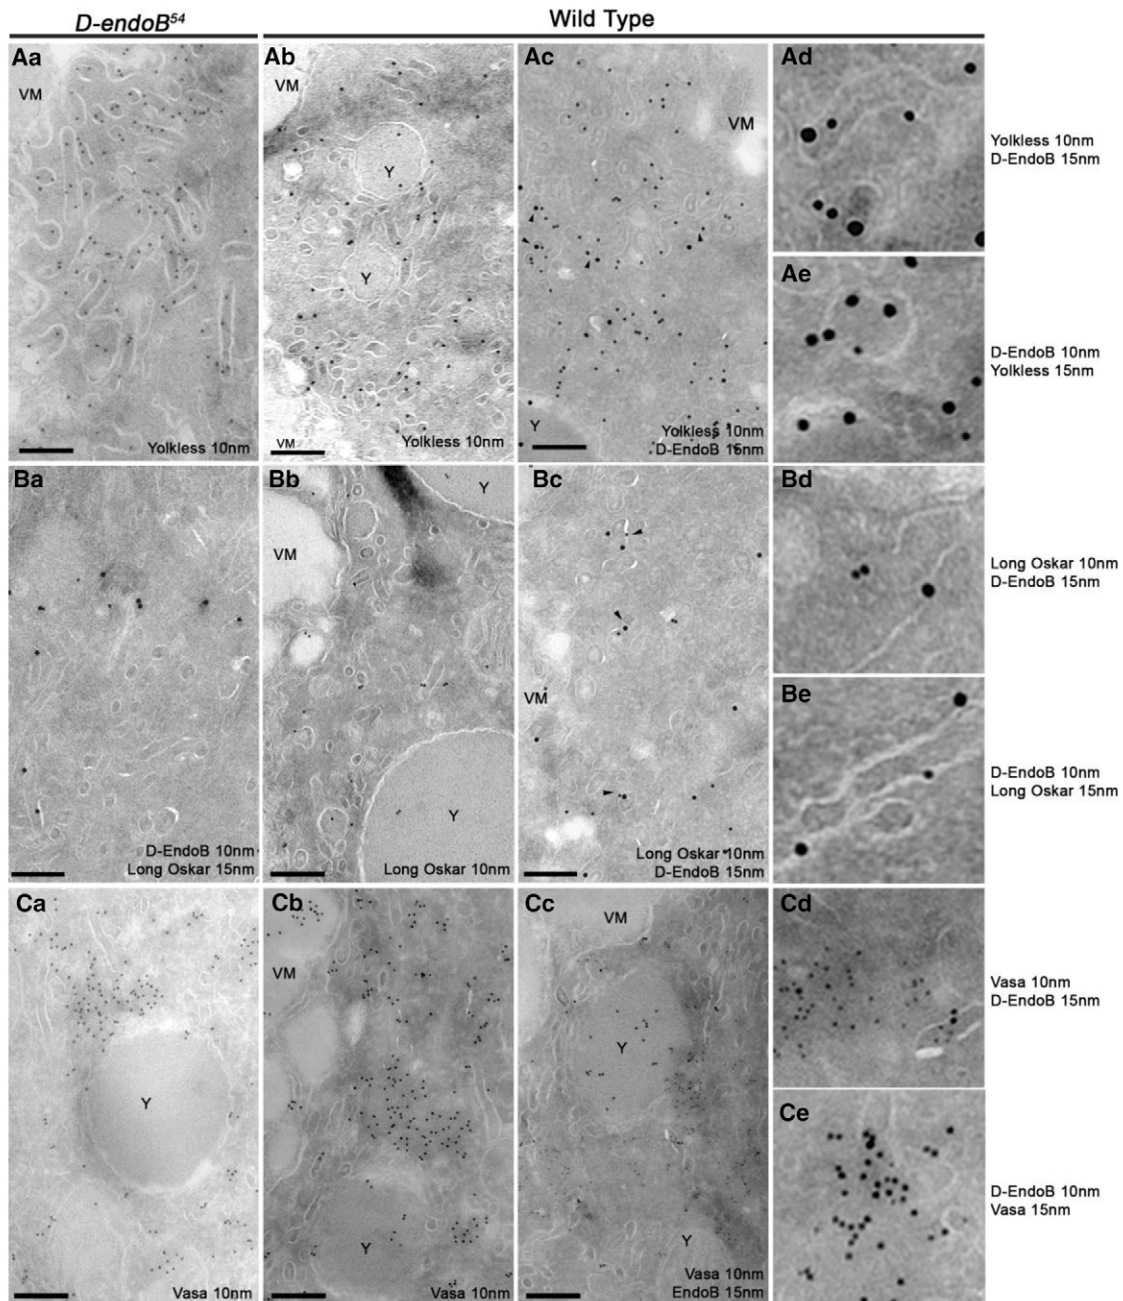 D-endoB54
Wild Type
Aa
VM
Yolkless 10nm
Ab
VM
Y
Y
VM
Yolkless 10nm
Ac
VM
Y
Yolkless 10nm
D-EndoB 15nm
Ad
Yolkless 10nm
D-EndoB 15nm
Ae
D-EndoB 10nm
Yolkless 15nm
Ba
D-EndoB 10nm
Long Oskar 15nm
Bb
Y
VM
Y
Long Oskar 10nm
Bc
VM
Long Oskar 10nm
D-EndoB 15nm
Bd
Long Oskar 10nm
D-EndoB 15nm
Be
D-EndoB 10nm
Long Oskar 15nm
Ca
Y
Vasa 10nm
Cb
VM
Y
Vasa 10nm
Cc
VM
Y
Y
Vasa 10nm
EndoB 15nm
Cd
Vasa 10nm
D-EndoB 15nm
Ce
D-EndoB 10nm
Vasa 15nm